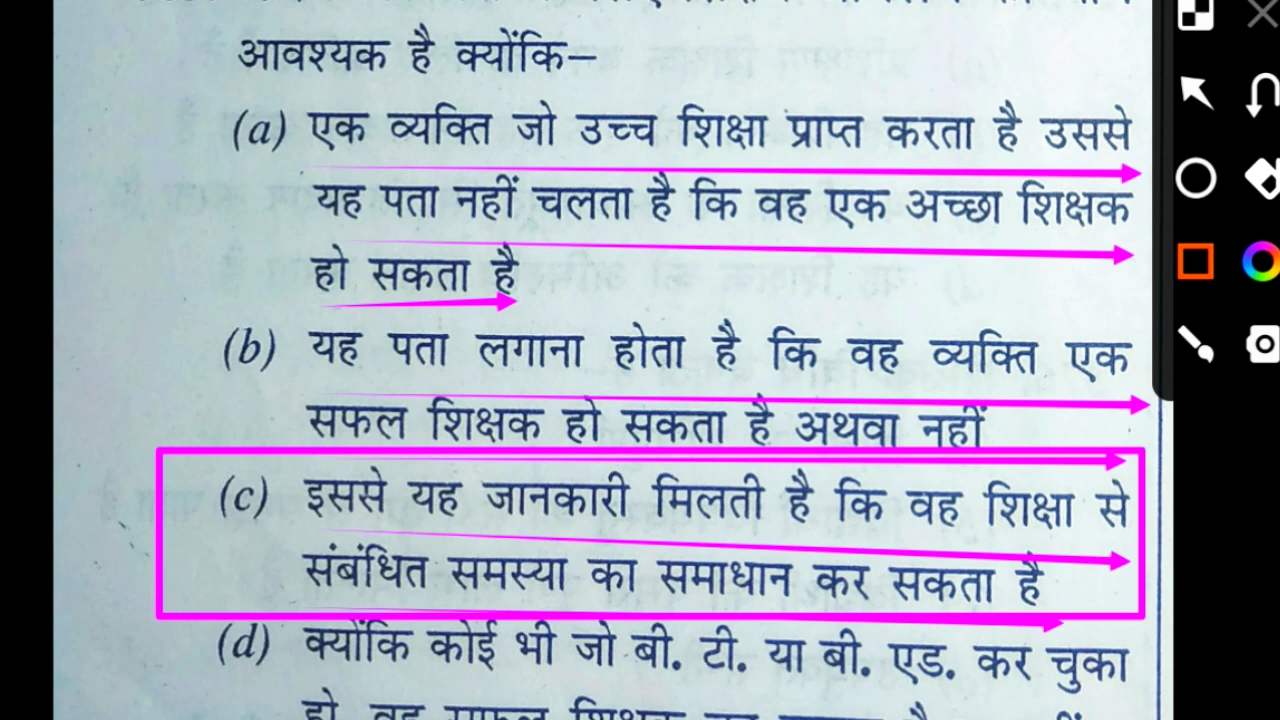 आवश्यक है क्योंकि–
(a) एक व्यक्ति जो उच्च शिक्षा प्राप्त करता है उससे
यह पता नहीं चलता है कि वह एक अच्छा शिक्षक
हो सकता है
(b) यह पता लगाना होता है कि वह व्यक्ति एक
सफल शिक्षक हो सकता है अथवा नहीं
(c) इससे यह जानकारी मिलती है कि वह शिक्षा से
संबंधित समस्या का समाधान कर सकता है
(d) क्योंकि कोई भी जो बी. टी. या बी. एड. कर चुका